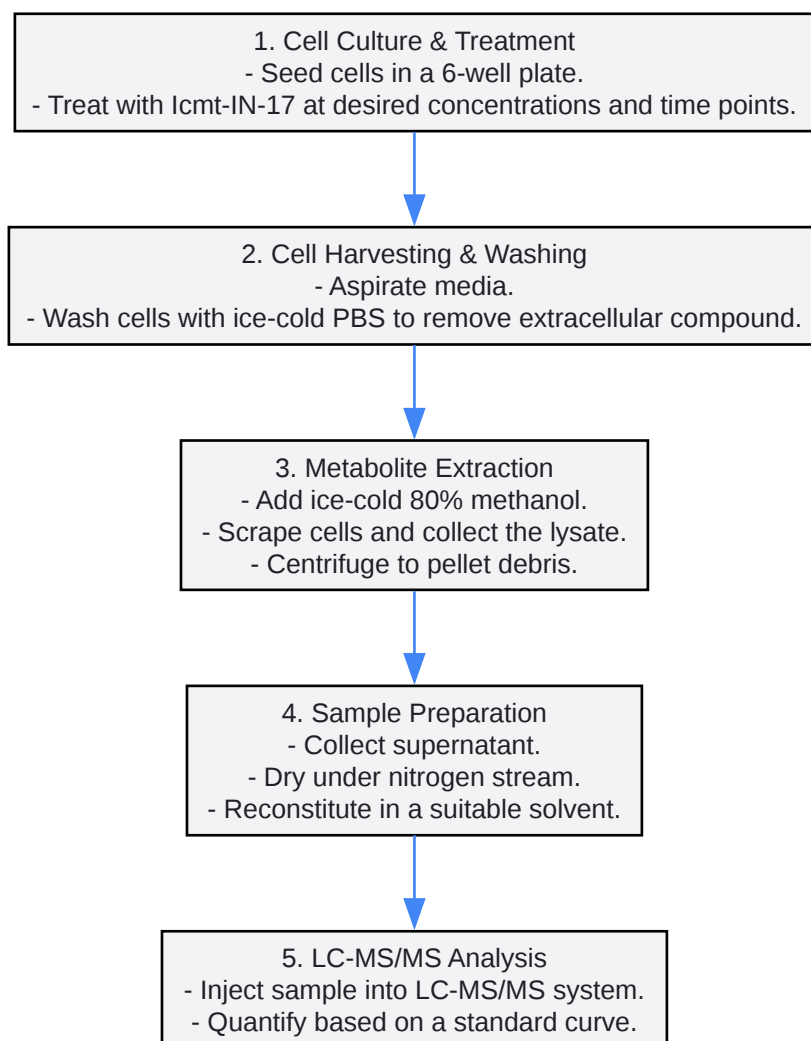 1. Cell Culture & Treatment
- Seed cells in a 6-well plate.
- Treat with Icmt-IN-17 at desired concentrations and time points.
2. Cell Harvesting & Washing
- Aspirate media.
- Wash cells with ice-cold PBS to remove extracellular compound.
3. Metabolite Extraction
- Add ice-cold 80% methanol.
- Scrape cells and collect the lysate.
- Centrifuge to pellet debris.
4. Sample Preparation
- Collect supernatant.
- Dry under nitrogen stream.
- Reconstitute in a suitable solvent.
5. LC-MS/MS Analysis
- Inject sample into LC-MS/MS system.
- Quantify based on a standard curve.